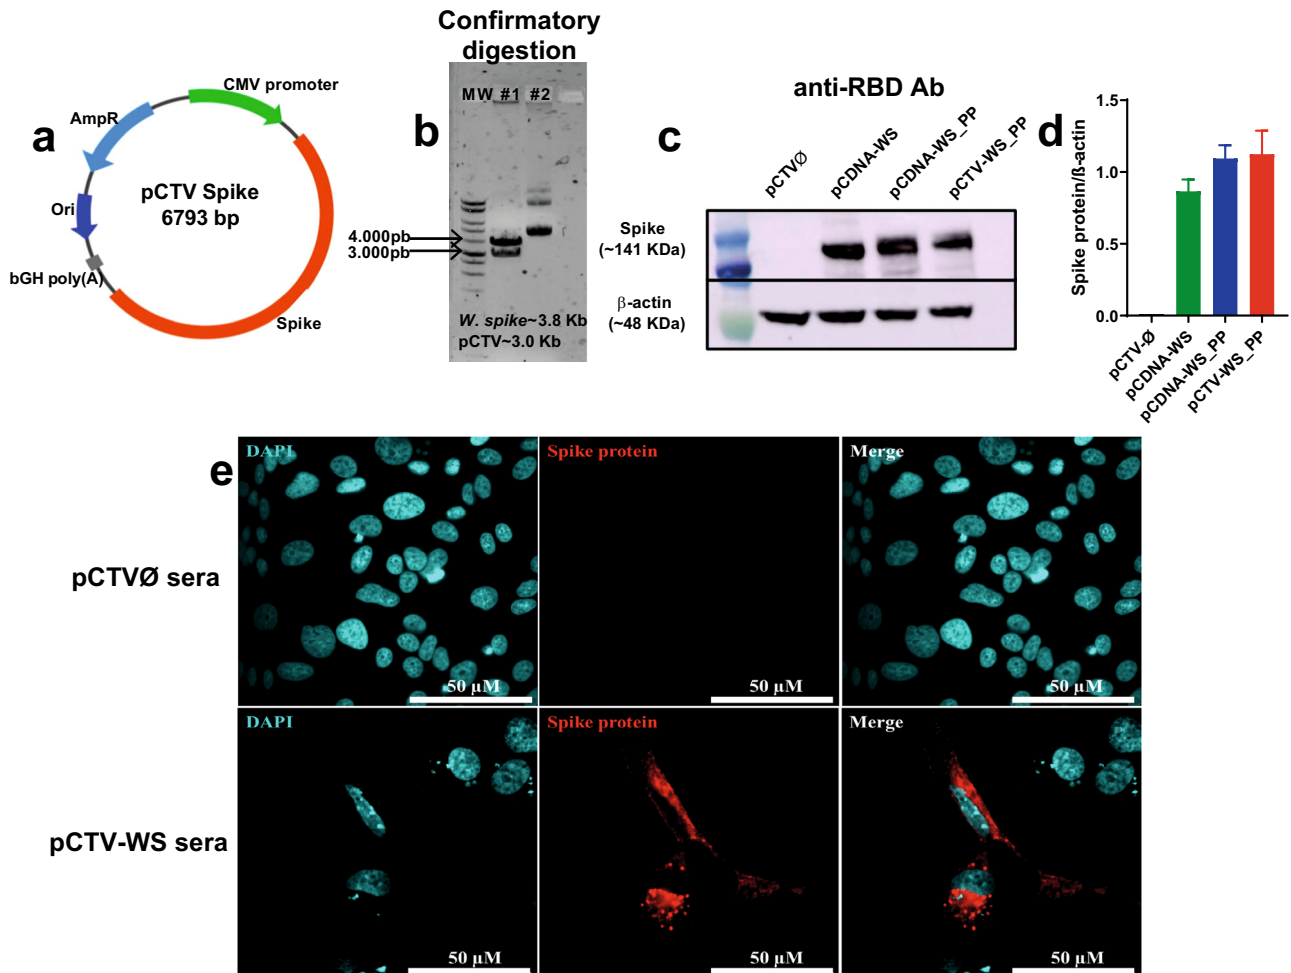 a
CMV promoter
AmpR
pCTV Spike
6793 bp
Ori
bGH poly(A)
Spike
Confirmatory
digestion
b
MW #1 #2
4.000pb
3.000pb
W. spike~3.8 Kb
pCTV~3.0 Kb
anti-RBD Ab
c
pCTVØ
pCDNA-WS
pCDNA-WS_PP
pCTV-WS_PP
Spike
(~141 KDa)
β-actin
(~48 KDa)
d
Spike protein/ß-actin
1.5
1.0
0.5
0.0
pCTV-Ø
pCDNA-WS
pCDNA-WS_PP
pCTV-WS_PP
e
pCTVØ sera
DAPI
50 µM
Spike protein
50 µM
Merge
50 µM
pCTV-WS sera
DAPI
50 µM
Spike protein
50 µM
Merge
50 µM